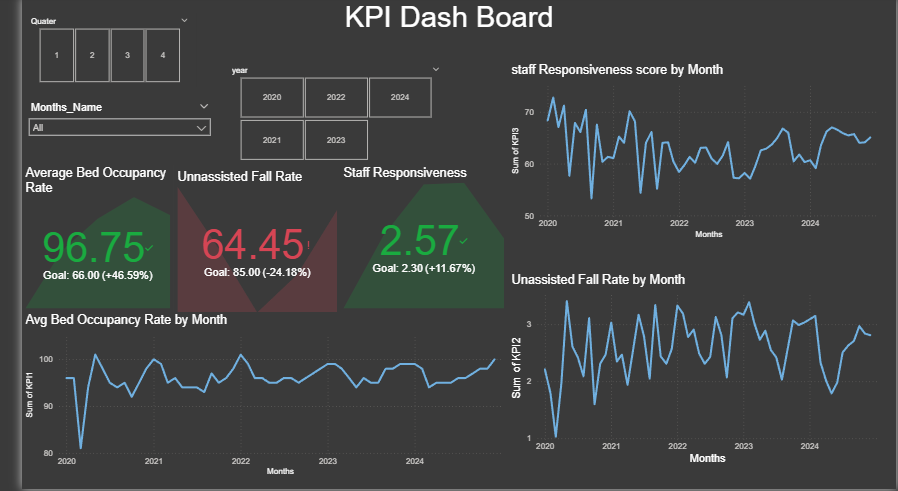 KPI Dash Board
Quater
1 2 3 4
Months_Name
All
year
2020 2022 2024
2021 2023
Average Bed Occupancy
Rate
96.75
Goal: 66.00 (+46.59%)
Unassisted Fall Rate
64.45!
Goal: 85.00 (-24.18%)
Staff Responsiveness
2.57
Goal: 2.30 (+11.67%)
Avg Bed Occupancy Rate by Month
Sum of KPI1
100
90
80
2020 2021 2022 2023 2024
Months
staff Responsiveness score by Month
Sum of KPI3
70
60
50
2020 2021 2022 2023 2024
Months
Unassisted Fall Rate by Month
Sum of KPI2
3
2
1
2020 2021 2022 2023 2024
Months